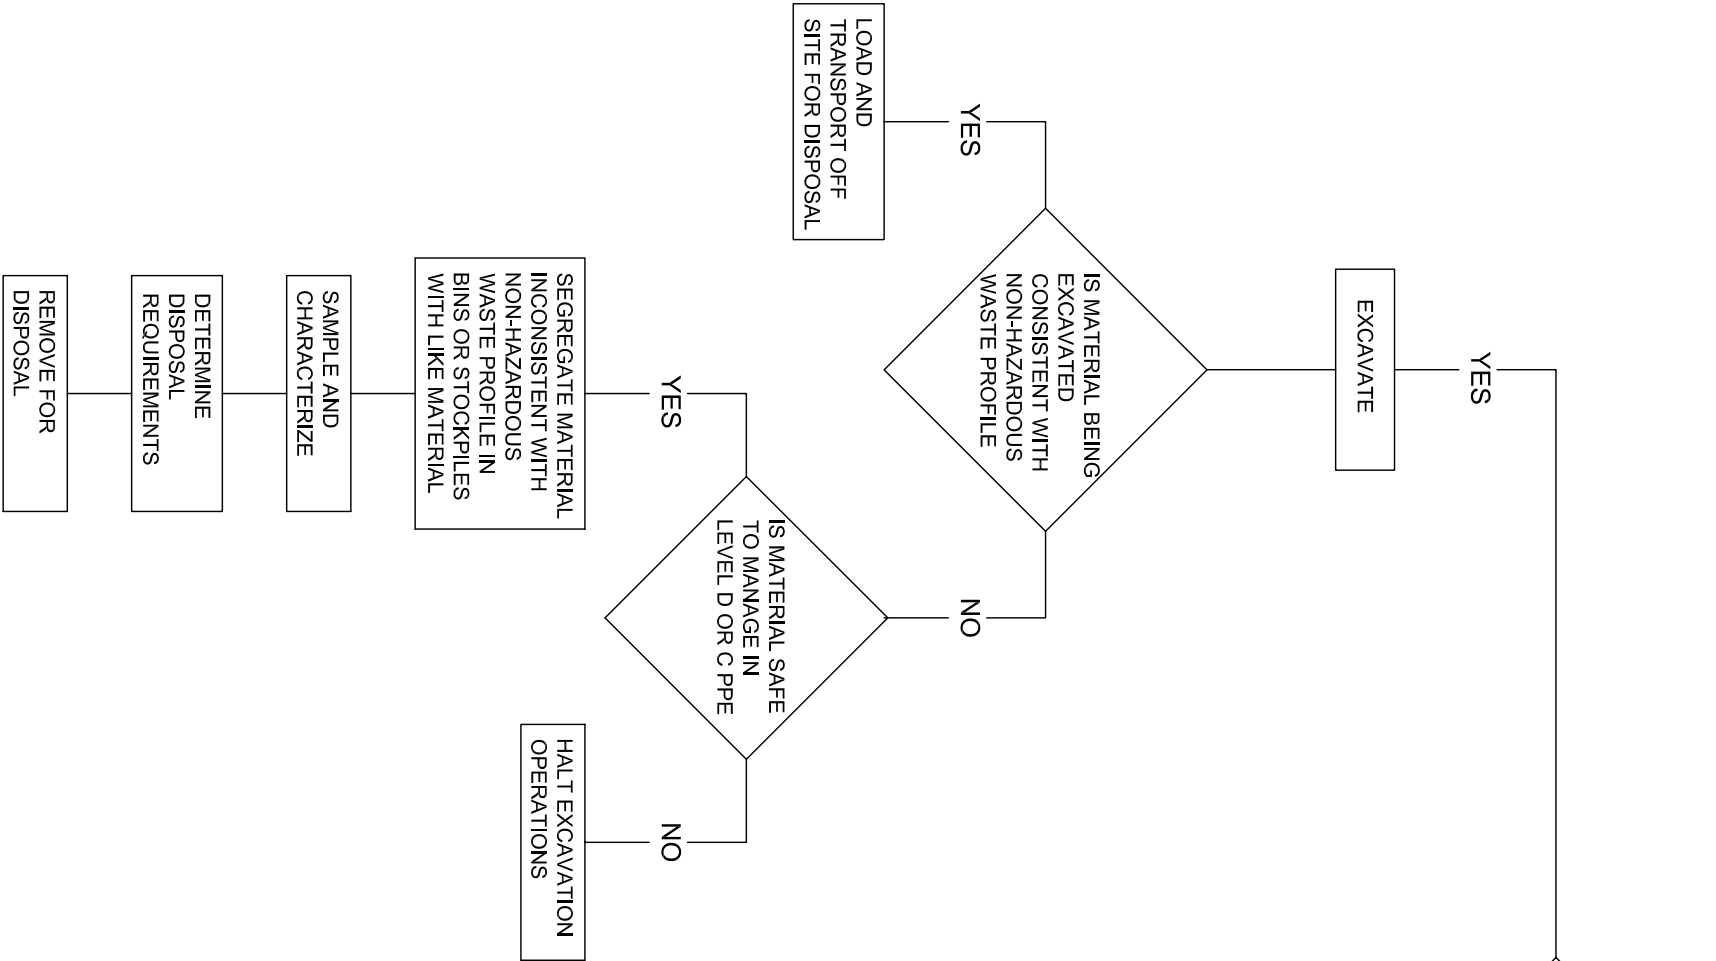 YES
EXCAVATE
IS MATERIAL BEING
EXCAVATED
CONSISTENT WITH
NON-HAZARDOUS
WASTE PROFILE
YES
NO
LOAD AND
TRANSPORT OFF
SITE FOR DISPOSAL
IS MATERIAL SAFE
TO MANAGE IN
LEVEL D OR C PPE
YES
NO
SEGREGATE MATERIAL
INCONSISTENT WITH
NON-HAZARDOUS
WASTE PROFILE IN
BINS OR STOCKPILES
WITH LIKE MATERIAL
HALT EXCAVATION
OPERATIONS
SAMPLE AND
CHARACTERIZE
DETERMINE
DISPOSAL
REQUIREMENTS
REMOVE FOR
DISPOSAL